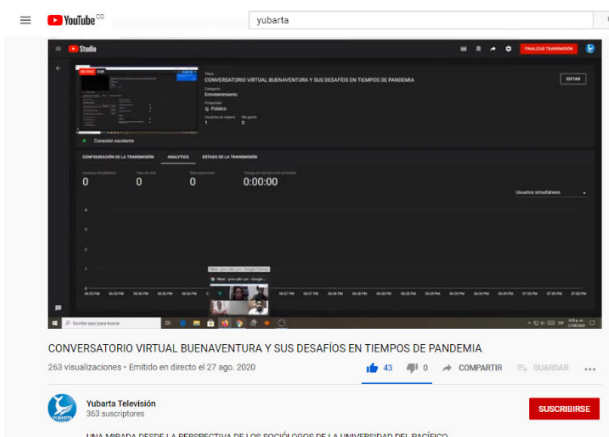 YouTube CO
yubarta
Studio
FINALIZAR TRANSMISIÓN
CONVERSATORIO VIRTUAL BUENAVENTURA Y SUS DESAFÍOS EN TIEMPOS DE PANDEMIA
EDITAR
Categoría
Entretenimiento
Privacidad
Público
1 0
Conexión excelente
CONFIGURACIÓN DE LA TRANSMISIÓN ANALYTICS ESTADO DE LA TRANSMISIÓN
0 0 0 0:00:00
Usuarios simultáneos
Escribe aquí para buscar
CONVERSATORIO VIRTUAL BUENAVENTURA Y SUS DESAFÍOS EN TIEMPOS DE PANDEMIA
263 visualizaciones • Emitido en directo el 27 ago. 2020
43 0 COMPARTIR GUARDAR
Yubarta Televisión
363 suscriptores
SUSCRIBIRSE
UNA MIRADA DESDE LA PERSPECTIVA DE LOS SOCIÓLOGOS DE LA UNIVERSIDAD DEL PACÍFICO